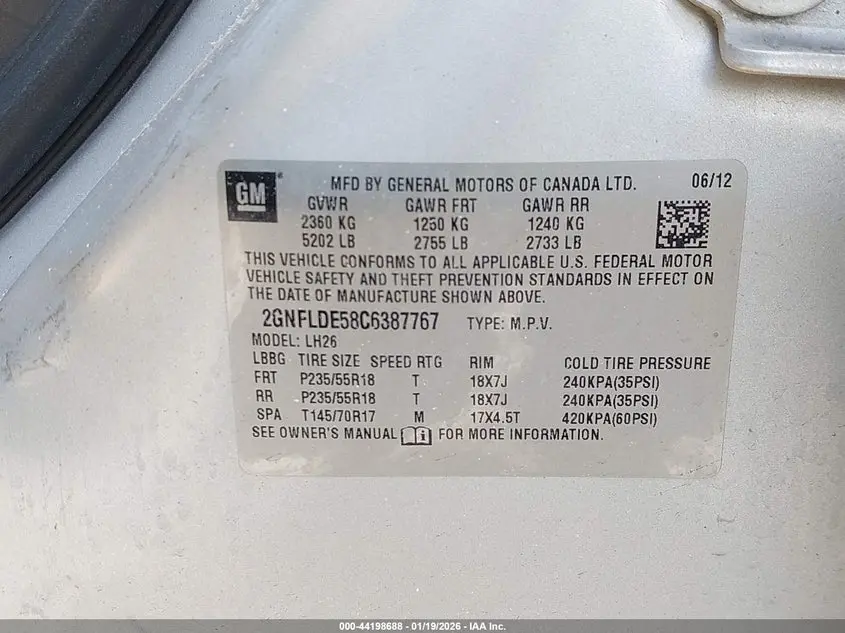 GM
MFD BY GENERAL MOTORS OF CANADA LTD. 06/12
GVWR GAWR FRT GAWR RR
2360 KG 1250 KG 1240 KG
5202 LB 2755 LB 2733 LB
THIS VEHICLE CONFORMS TO ALL APPLICABLE U.S. FEDERAL MOTOR
VEHICLE SAFETY AND THEFT PREVENTION STANDARDS IN EFFECT ON
THE DATE OF MANUFACTURE SHOWN ABOVE.
2GNFLDE58C6387767 TYPE: M.P.V.
MODEL: LH26
LBBG TIRE SIZE SPEED RTG RIM COLD TIRE PRESSURE
FRT P235/55R18 T 18X7J 240KPA(35PSI)
RR P235/55R18 T 18X7J 240KPA(35PSI)
SPA T145/70R17 M 17X4.5T 420KPA(60PSI)
SEE OWNER'S MANUAL FOR MORE INFORMATION.
000-44198688 - 01/19/2026 - IAA Inc.